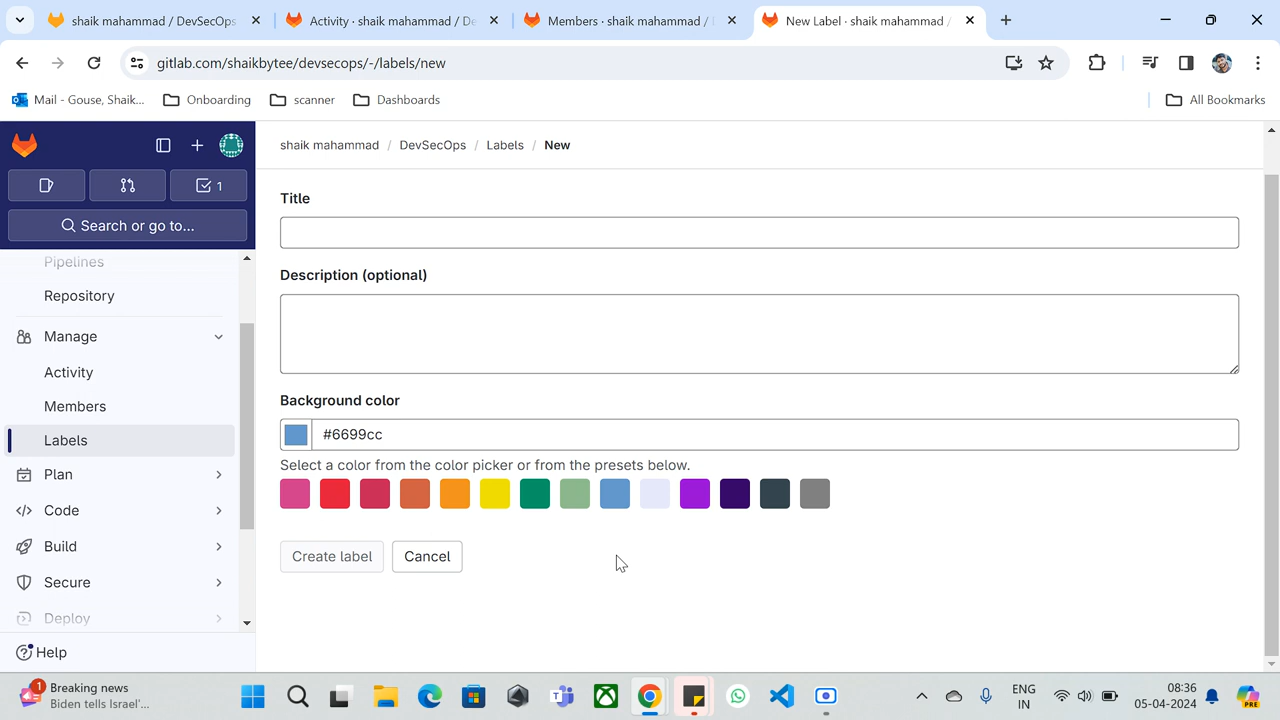 shaik mahammad / DevSecOps
Activity · shaik mahammad / De
Members · shaik mahammad /
New Label · shaik mahammad /
gitlab.com/shaikbytee/devsecops/-/labels/new
Mail - Gouse, Shaik...
Onboarding
scanner
Dashboards
All Bookmarks
1
Search or go to...
Pipelines
Repository
Manage
Activity
Members
Labels
Plan
Code
Build
Secure
Deploy
Help
shaik mahammad / DevSecOps / Labels / New
Title
Description (optional)
Background color
#6699cc
Select a color from the color picker or from the presets below.
Create label
Cancel
1
Breaking news
Biden tells Israel'...
ENG
IN
08:36
05-04-2024
PRE